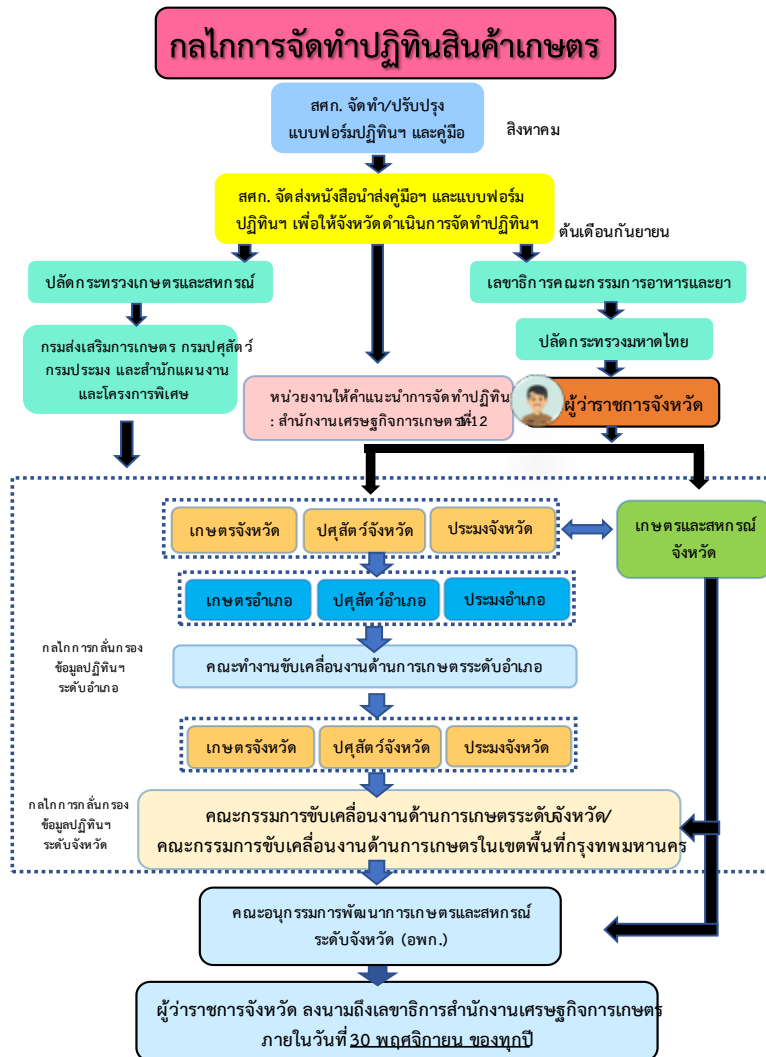 กลไกการจัดทำปฏิทินสินค้าเกษตร
สศก. จัดทำ/ปรับปรุง
แบบฟอร์มปฏิทินฯ และคู่มือ
สิงหาคม
สศก. จัดส่งหนังสือนำส่งคู่มือฯ และแบบฟอร์ม
ปฏิทินฯ เพื่อให้จังหวัดดำเนินการจัดทำปฏิทินฯ
ต้นเดือนกันยายน
ปลัดกระทรวงเกษตรและสหกรณ์
เลขาธิการคณะกรรมการอาหารและยา
กรมส่งเสริมการเกษตร กรมปศุสัตว์
กรมประมง และสำนักแผนงาน
และโครงการพิเศษ
ปลัดกระทรวงมหาดไทย
หน่วยงานให้คำแนะนำการจัดทำปฏิทิน
: สำนักงานเศรษฐกิจการเกษตรที่ 1-12
ผู้ว่าราชการจังหวัด
เกษตรจังหวัด
ปศุสัตว์จังหวัด
ประมงจังหวัด
เกษตรและสหกรณ์
จังหวัด
เกษตรอำเภอ
ปศุสัตว์อำเภอ
ประมงอำเภอ
กลไกการกลั่นกรอง
ข้อมูลปฏิทินฯ
ระดับอำเภอ
คณะทำงานขับเคลื่อนงานด้านการเกษตรระดับอำเภอ
เกษตรจังหวัด
ปศุสัตว์จังหวัด
ประมงจังหวัด
กลไกการกลั่นกรอง
ข้อมูลปฏิทินฯ
ระดับจังหวัด
คณะกรรมการขับเคลื่อนงานด้านการเกษตรระดับจังหวัด/
คณะกรรมการขับเคลื่อนงานด้านการเกษตรในเขตพื้นที่กรุงเทพมหานคร
คณะอนุกรรมการพัฒนาการเกษตรและสหกรณ์
ระดับจังหวัด (อพก.)
ผู้ว่าราชการจังหวัด ลงนามถึงเลขาธิการสำนักงานเศรษฐกิจการเกษตร
ภายในวันที่ 30 พฤศจิกายน ของทุกปี